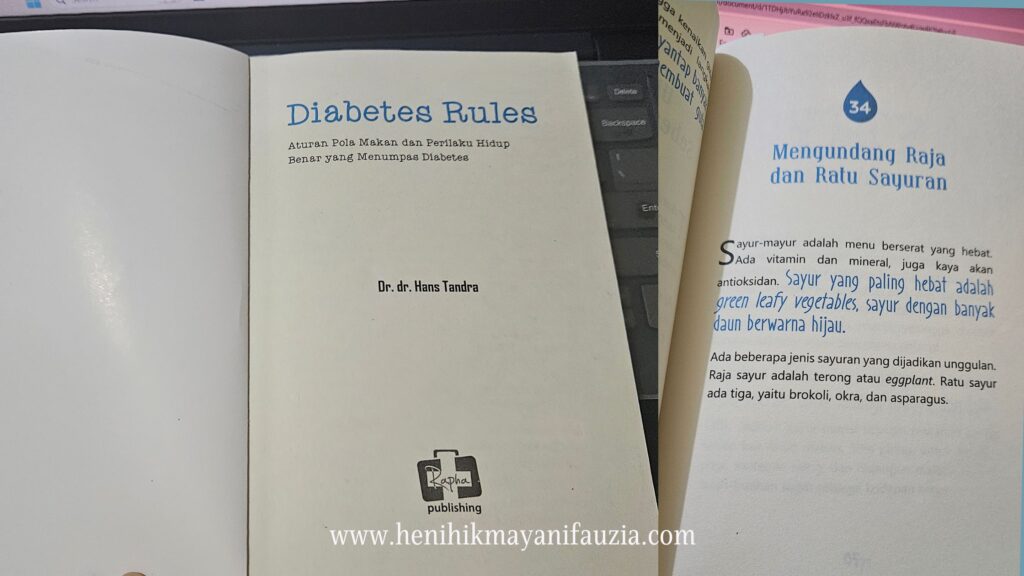 Diabetes Rules
Aturan Pola Makan dan Perilaku Hidup
Benar yang Menumpas Diabetes
Dr. dr. Hans Tandra
Rapha
publishing
Delete
Backspace
Ent
kenaikan
menjadi
34
Mengundang Raja
dan Ratu Sayuran
Sayur-mayur adalah menu berserat yang hebat.
Ada vitamin dan mineral, juga kaya akan
antioksidan. Sayur yang paling hebat adalah
green leafy vegetables, sayur dengan banyak
daun berwarna hijau.
Ada beberapa jenis sayuran yang dijadikan unggulan.
Raja sayur adalah terong atau eggplant. Ratu sayur
ada tiga, yaitu brokoli, okra, dan asparagus.
www.henihikmayanifauzia.com